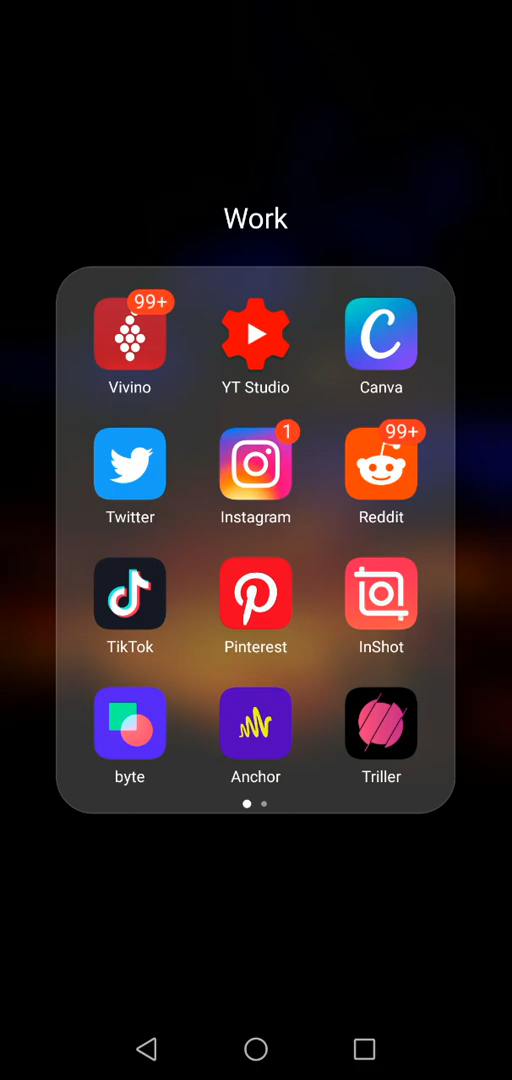 Work
99+
Vivino
YT Studio
C
Canva
Twitter
1
Instagram
99+
Reddit
TikTok
Pinterest
InShot
byte
Anchor
Triller